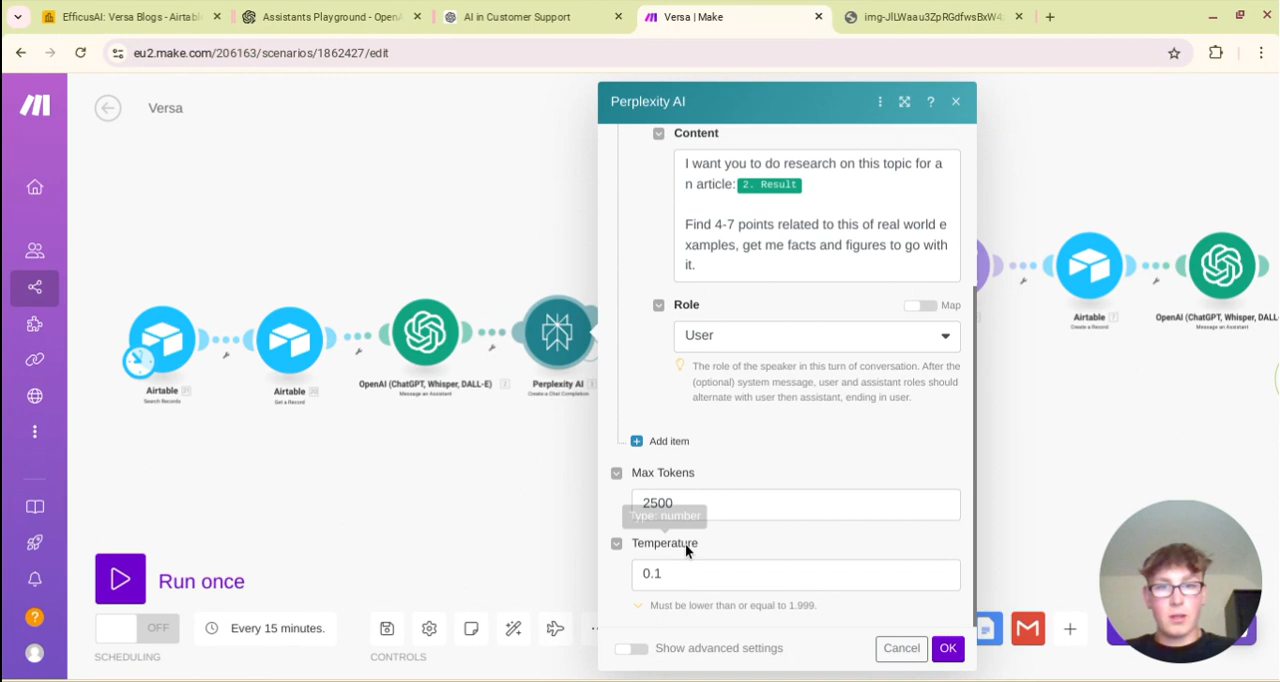 EfficusAI: Versa Blogs - Airtabl
Assistants Playground - OpenA
AI in Customer Support
Versa | Make
img-JlLWaau3ZpRGdfwsBxW4
eu2.make.com/206163/scenarios/1862427/edit
Versa
Perplexity AI
Content
I want you to do research on this topic for a
n article: 2. Result
Find 4-7 points related to this of real world e
xamples, get me facts and figures to go with
it.
Role
Map
User
The role of the speaker in this turn of conversation. After the
(optional) system message, user and assistant roles should
alternate with user then assistant, ending in user.
Add item
Max Tokens
2500
Type: number
Temperature
0.1
Must be lower than or equal to 1.999.
Show advanced settings
Cancel
OK
Airtable
Search Records
Airtable
Get a Record
OpenAI (ChatGPT, Whisper, DALL-E)
Message an Assistant
Perplexity AI
Create a Chat Completion
Airtable
Create a Record
OpenAI (ChatGPT, Whisper, DALL-
Message an Assistant
Run once
OFF
Every 15 minutes.
SCHEDULING
CONTROLS